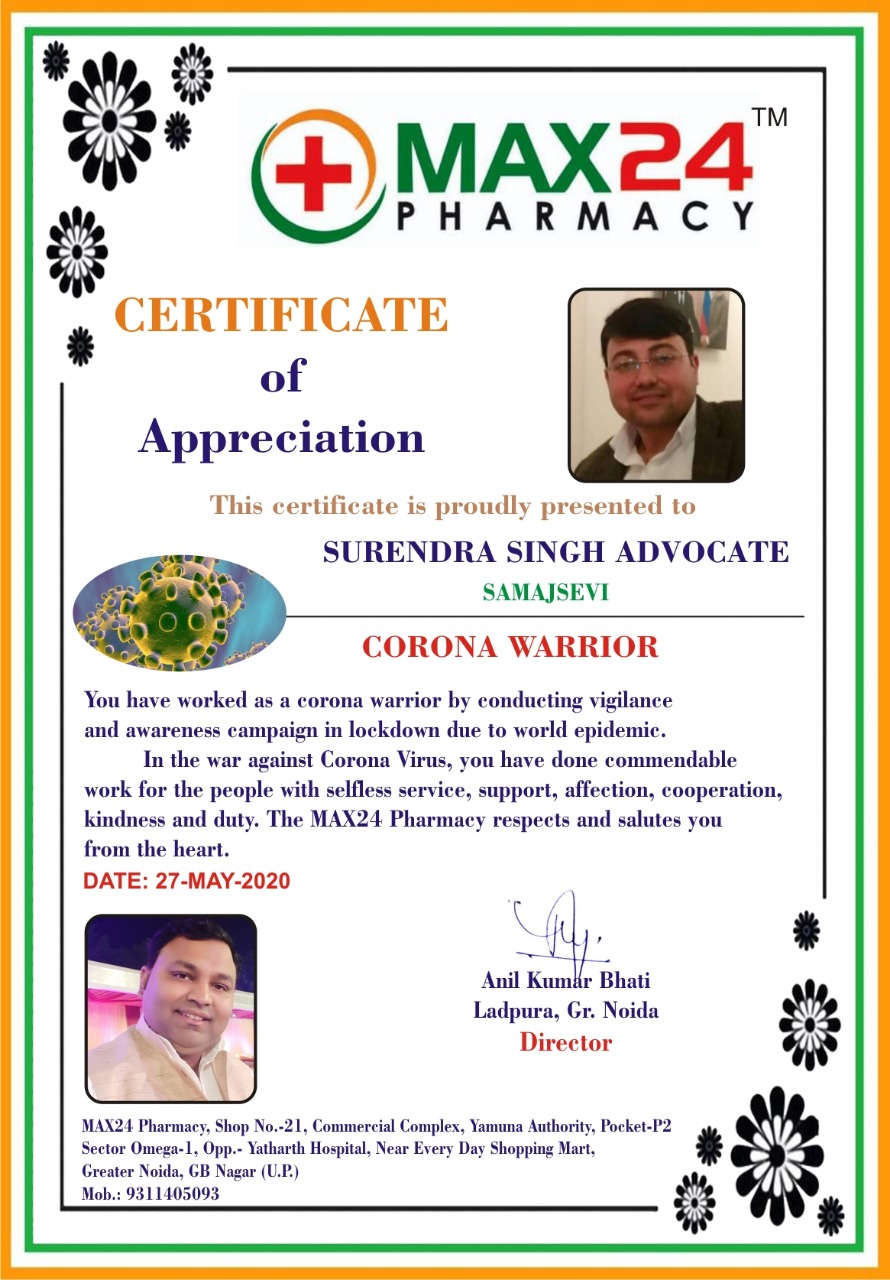 MAX24 TM
PHARMACY
CERTIFICATE
of
Appreciation
This certificate is proudly presented to
SURENDRA SINGH ADVOCATE
SAMAJSEVI
CORONA WARRIOR
You have worked as a corona warrior by conducting vigilance
and awareness campaign in lockdown due to world epidemic.
In the war against Corona Virus, you have done commendable
work for the people with selfless service, support, affection, cooperation,
kindness and duty. The MAX24 Pharmacy respects and salutes you
from the heart.
DATE: 27-MAY-2020
Anil Kumar Bhati
Ladpura, Gr. Noida
Director
MAX24 Pharmacy, Shop No.-21, Commercial Complex, Yamuna Authority, Pocket-P2
Sector Omega-1, Opp.- Yatharth Hospital, Near Every Day Shopping Mart,
Greater Noida, GB Nagar (U.P.)
Mob.: 9311405093